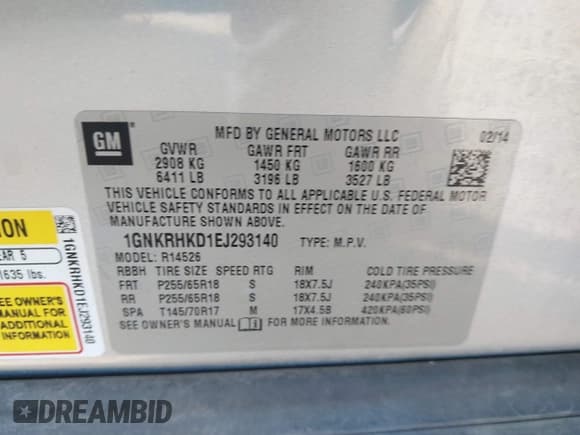 GM
MFD BY GENERAL MOTORS LLC 02/14
GVWR GAWR FRT GAWR RR
2908 KG 1450 KG 1600 KG
6411 LB 3196 LB 3527 LB
THIS VEHICLE CONFORMS TO ALL APPLICABLE U.S. FEDERAL MOTOR
VEHICLE SAFETY STANDARDS IN EFFECT ON THE DATE OF
MANUFACTURE SHOWN ABOVE.
1GNKRHKD1EJ293140 TYPE: M.P.V.
MODEL: R14526
RBBH TIRE SIZE SPEED RTG RIM COLD TIRE PRESSURE
FRT P255/65R18 S 18X7.5J 240KPA(35PSI)
RR P255/65R18 S 18X7.5J 240KPA(35PSI)
SPA T145/70R17 M 17X4.5B 420KPA(60PSI)
SEE OWNER'S MANUAL FOR MORE INFORMATION.
ION
EAR 5
1635 lbs.
SEE OWNER'S
MANUAL FOR
ADDITIONAL
INFORMATION
1GNKRHKD1EJ293140
DREAMBID